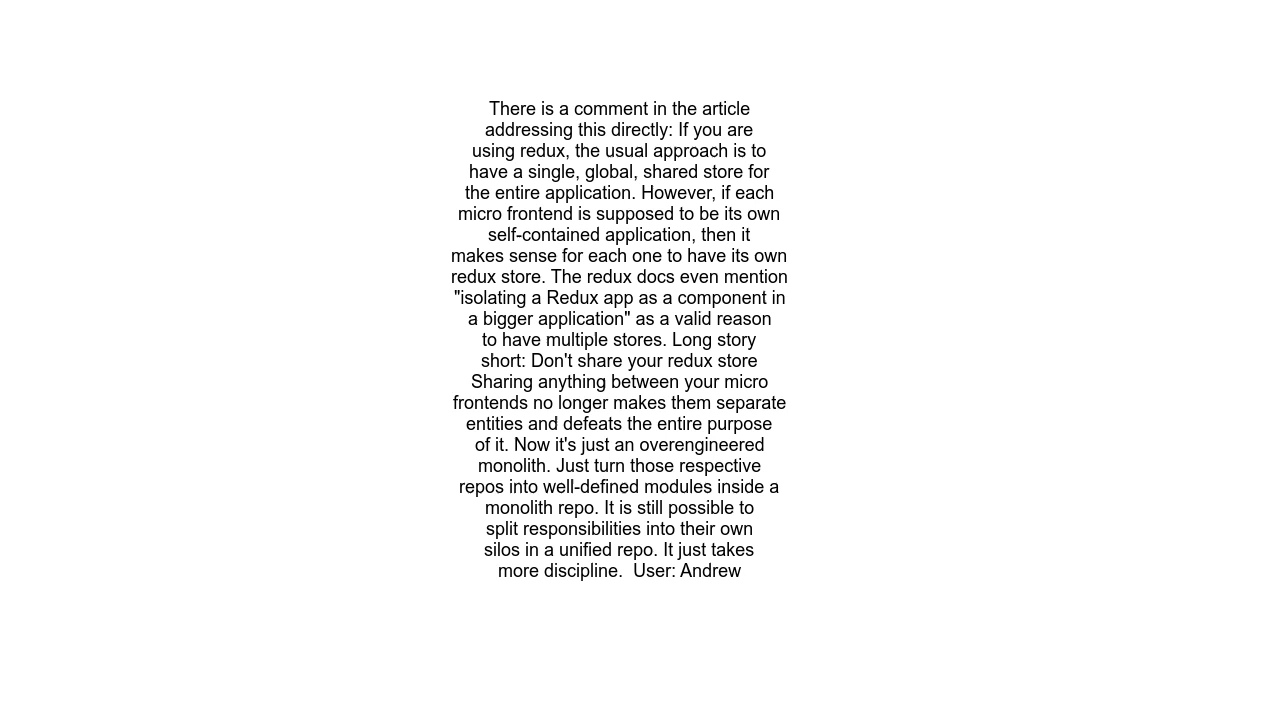 There is a comment in the article
addressing this directly: If you are
using redux, the usual approach is to
have a single, global, shared store for
the entire application. However, if each
micro frontend is supposed to be its own
self-contained application, then it
makes sense for each one to have its own
redux store. The redux docs even mention
"isolating a Redux app as a component in
a bigger application" as a valid reason
to have multiple stores. Long story
short: Don't share your redux store
Sharing anything between your micro
frontends no longer makes them separate
entities and defeats the entire purpose
of it. Now it's just an overengineered
monolith. Just turn those respective
repos into well-defined modules inside a
monolith repo. It is still possible to
split responsibilities into their own
silos in a unified repo. It just takes
more discipline.  User: Andrew